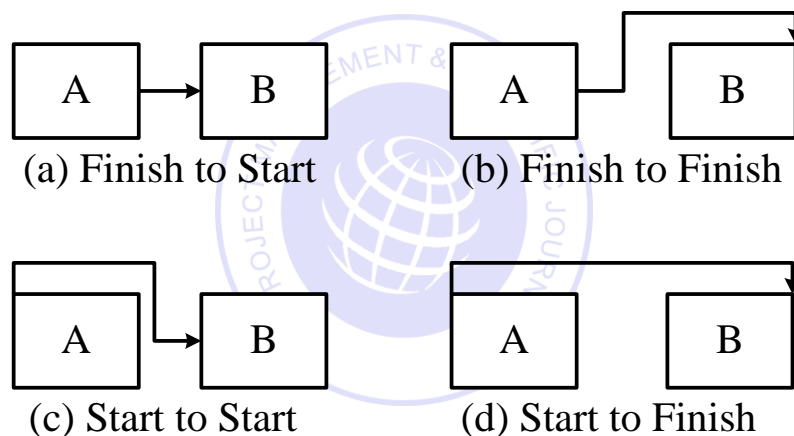 A
B
A
B
(a) Finish to Start
(b) Finish to Finish
A
B
A
B
(c) Start to Start
(d) Start to Finish